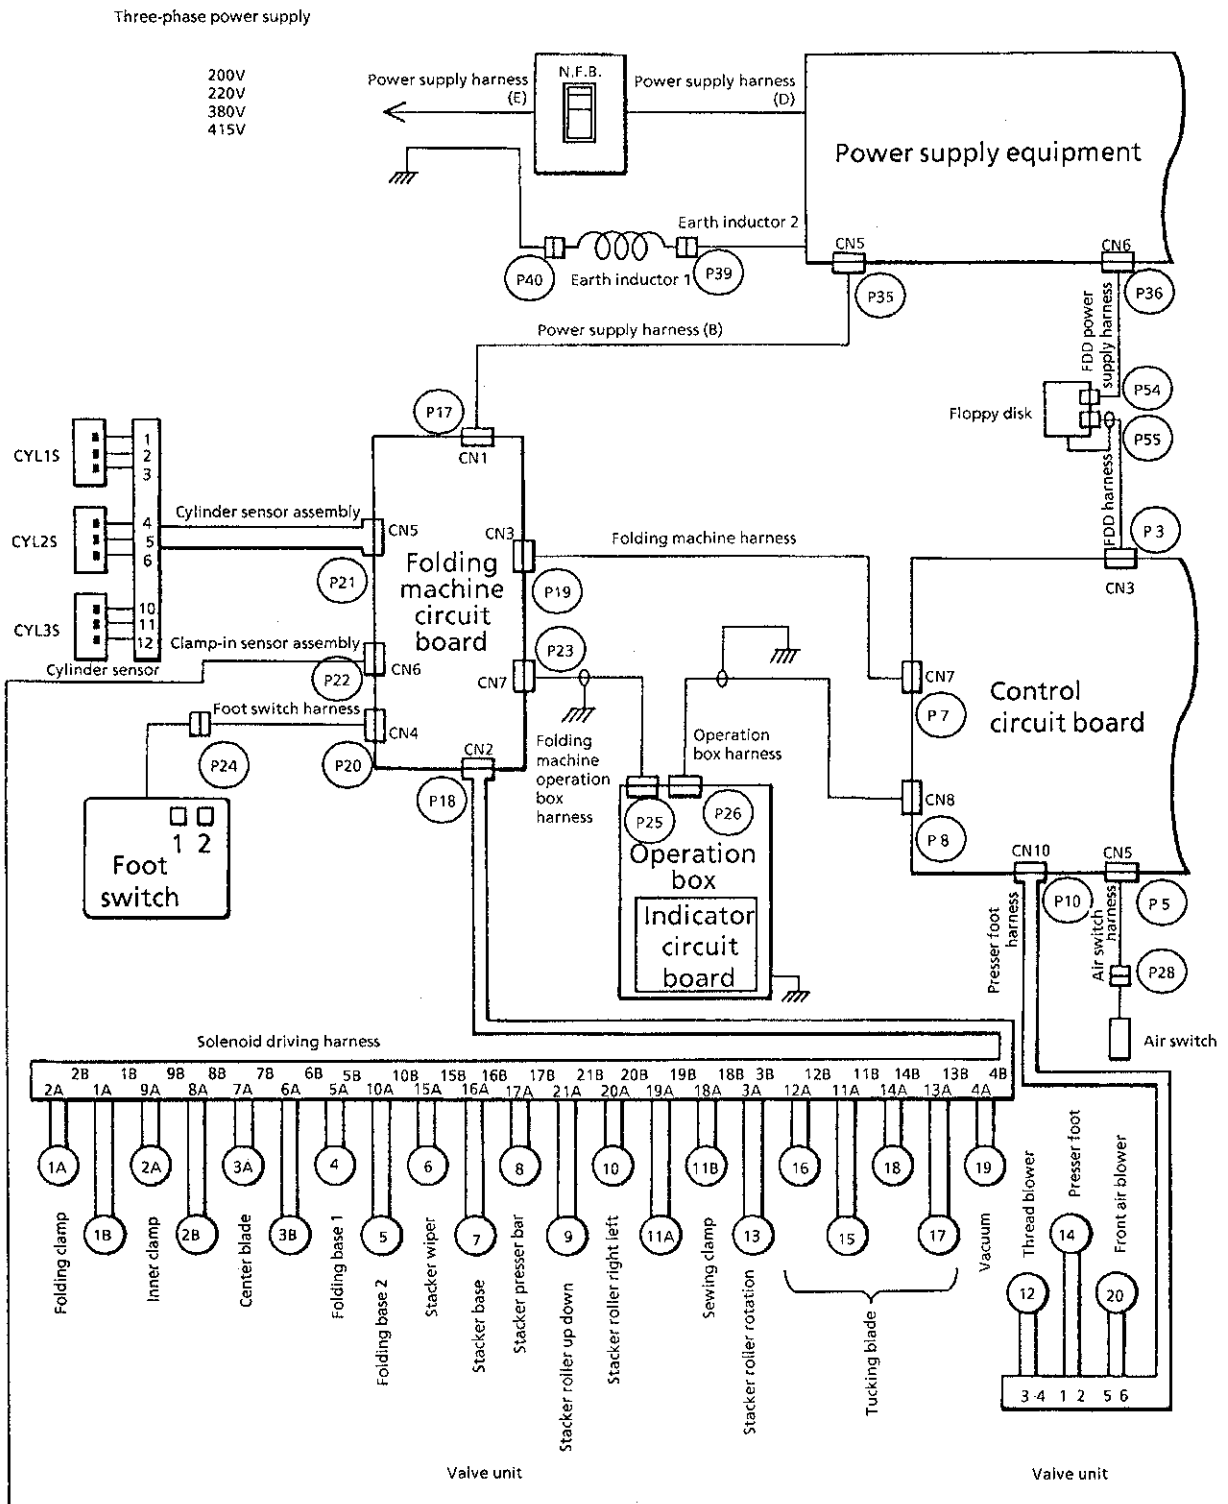 Three-phase power supply
200V
220V
380V
415V
Power supply harness
(E)
N.F.B.
Power supply harness
(D)
Power supply equipment
Earth inductor 2
Earth inductor 1
P40
P39
CN5
P35
CN6
P36
Power supply harness (B)
FDD power
supply harness
P54
Floppy disk
P55
FDD harness
P 3
CN3
P17
CN1
CYL1S
1
2
3
CYL2S
4
5
6
CYL3S
10
11
12
Cylinder sensor
Cylinder sensor assembly
CN5
P21
CN3
P19
Folding
machine
circuit
board
Folding machine harness
Clamp-in sensor assembly
CN6
P22
CN7
P23
Foot switch harness
CN4
P24
P20
CN2
P18
1 2
Foot
switch
Folding
machine
operation
box
harness
Operation
box harness
P25
P26
Operation
box
Indicator
circuit
board
CN7
P 7
Control
circuit board
CN8
P 8
CN10
P10
CN5
P 5
Presser foot
harness
Air switch
harness
P28
Air switch
Solenoid driving harness
2B 1B 9B 8B 7B 6B 5B 10B 15B 16B 17B 21B 20B 19B 18B 3B 12B 11B 14B 13B 4B
2A 1A 9A 8A 7A 6A 5A 10A 15A 16A 17A 21A 20A 19A 18A 3A 12A 11A 14A 13A 4A
1A 2A 3A 4 6 8 10 11B 16 18 19
1B 2B 3B 5 7 9 11A 13 15 17
Folding clamp
Inner clamp
Center blade
Folding base 1
Folding base 2
Stacker wiper
Stacker base
Stacker presser bar
Stacker roller up down
Stacker roller right left
Sewing clamp
Stacker roller rotation
Tucking blade
Vacuum
Thread blower
Presser foot
Front air blower
14
12
20
3 4 1 2 5 6
Valve unit
Valve unit